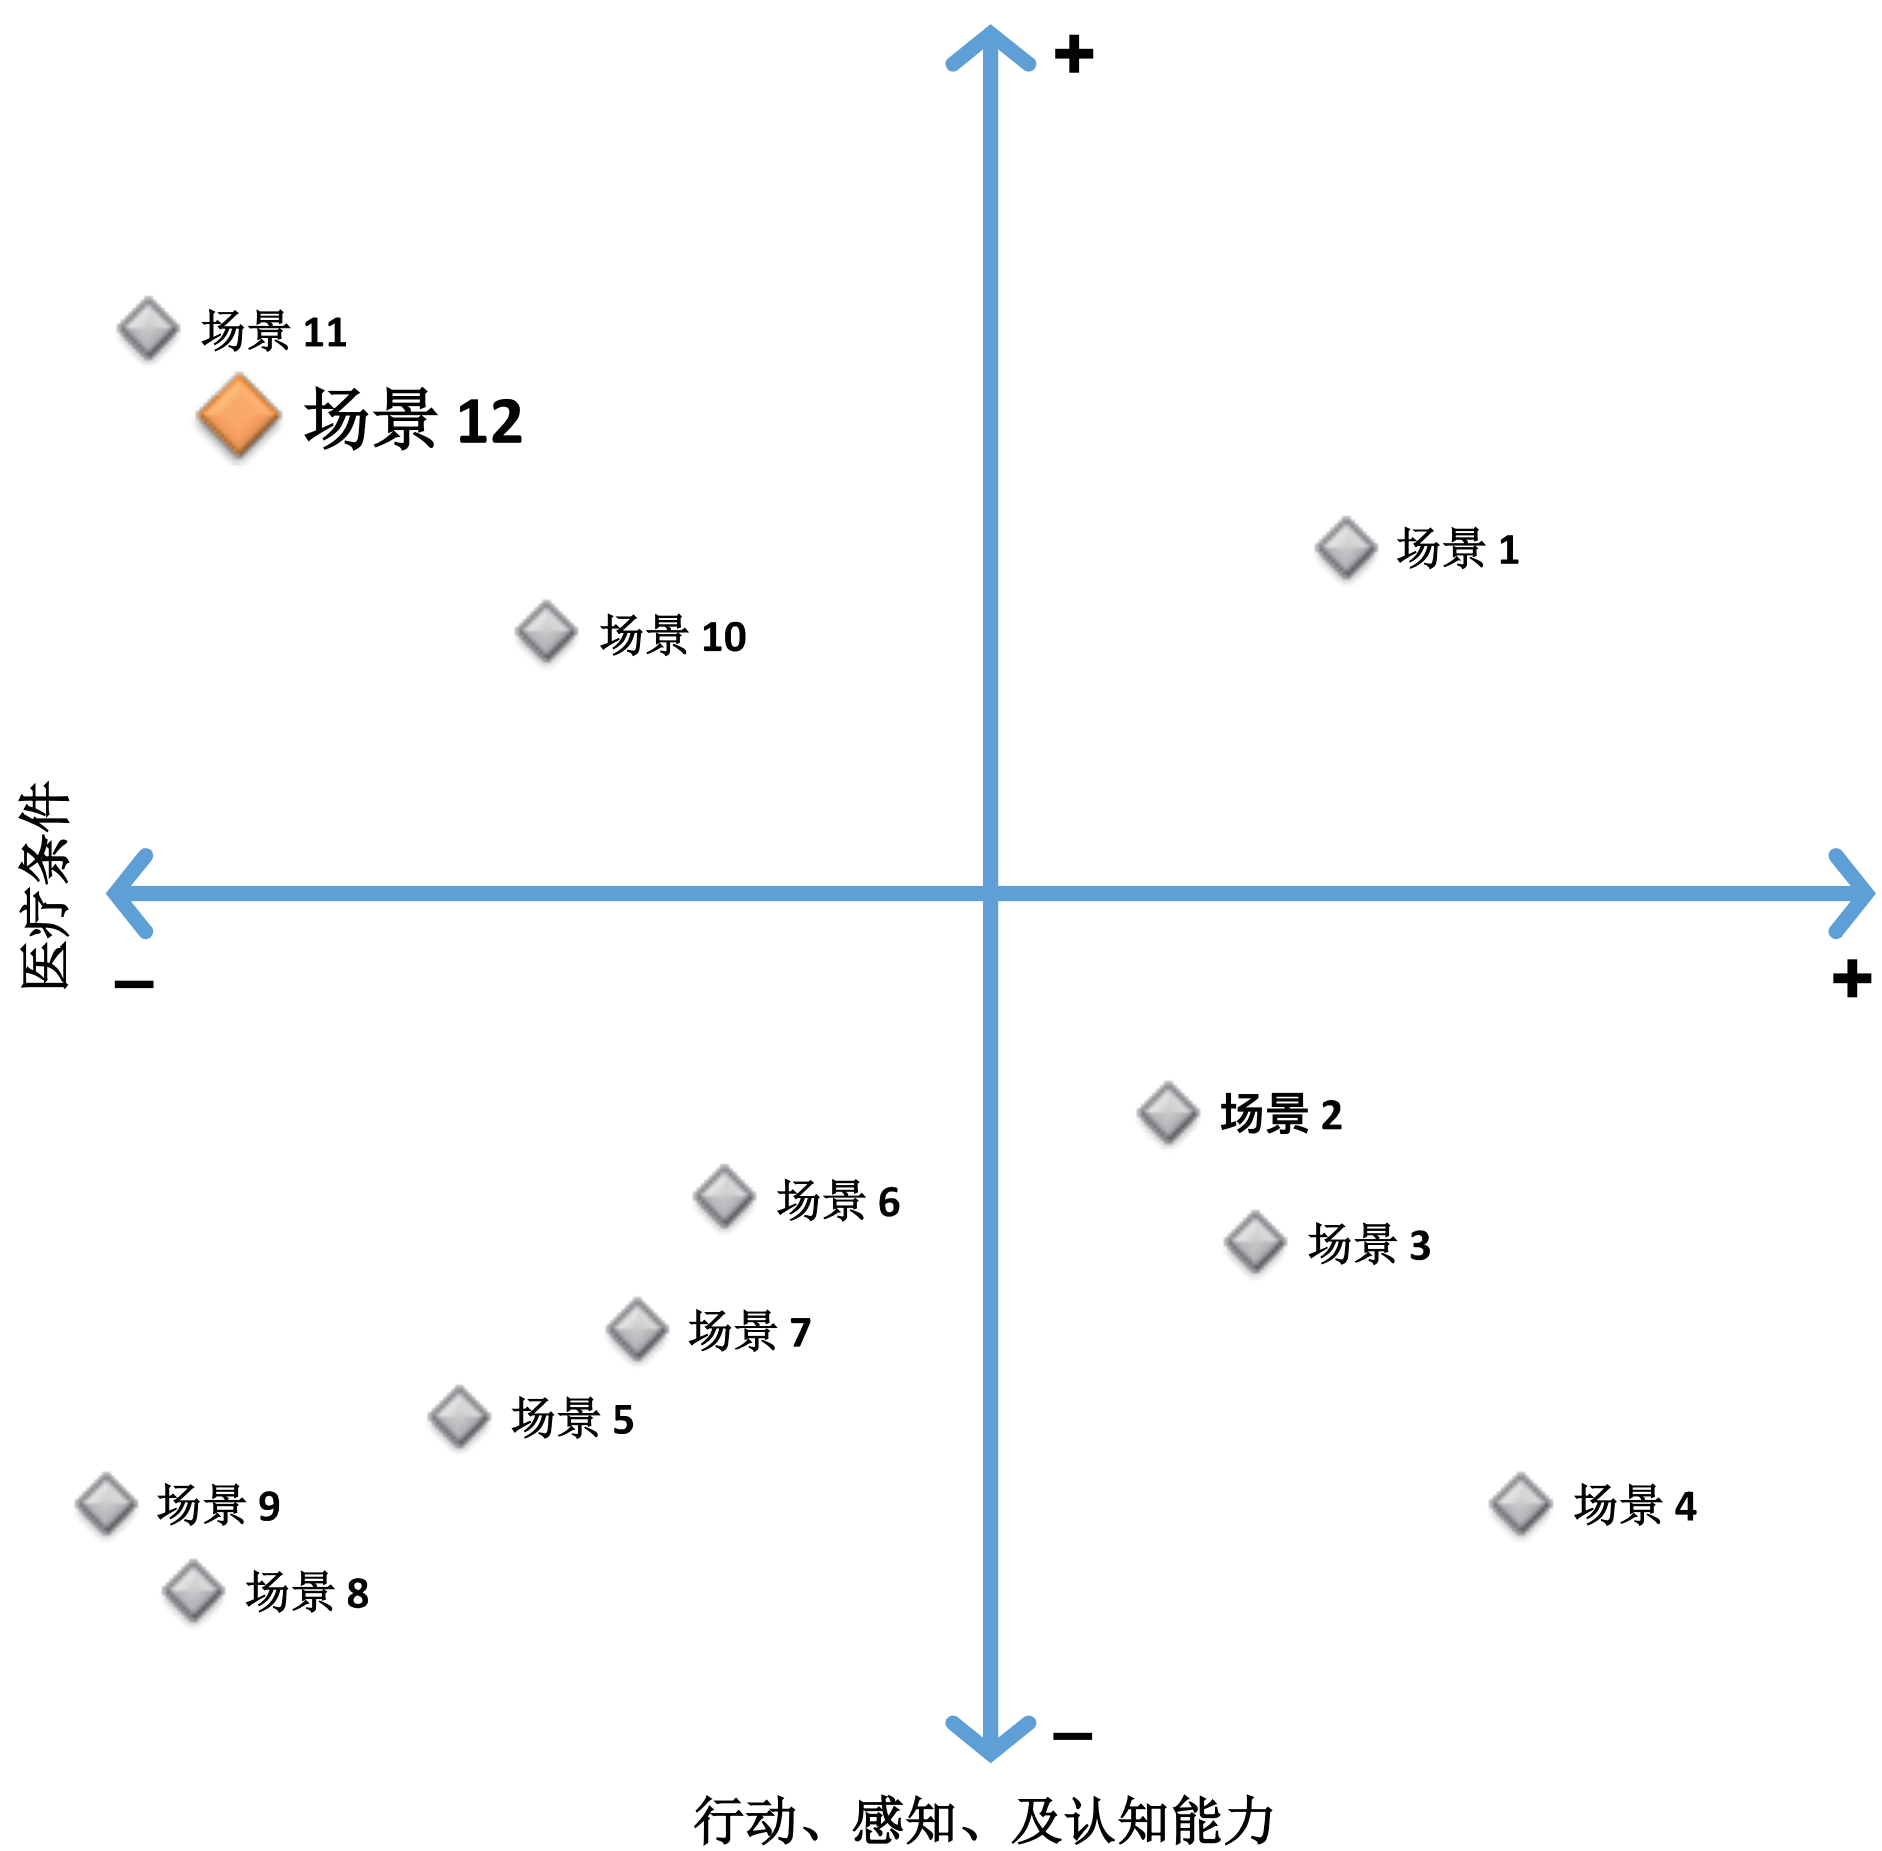 +
场景 11
场景 12
场景 1
场景 10
医疗条件
–
+
场景 2
场景 6
场景 3
场景 7
场景 5
场景 9
场景 4
场景 8
–
行动、感知、及认知能力